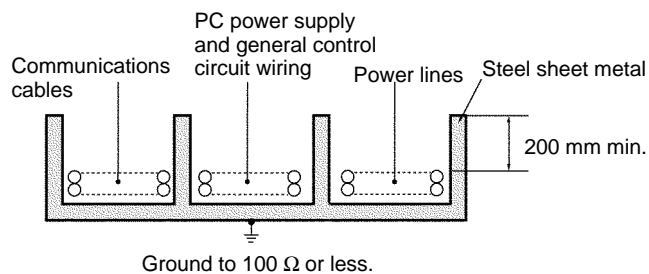 PC power supply
and general control
circuit wiring
Communications
cables
Power lines
Steel sheet metal
200 mm min.
Ground to 100 Ω or less.